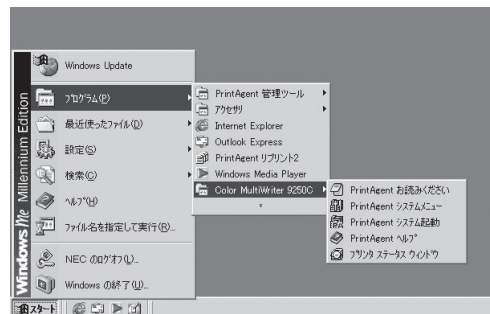 Windows Update
プログラム(P)
最近使ったファイル(D)
設定(S)
検索(C)
ヘルプ(H)
ファイル名を指定して実行(R)...
NEC のログオフ(L)...
Windows の終了(U)...
Windows Me Millennium Edition
スタート
PrintAgent 管理ツール
アクセサリ
Internet Explorer
Outlook Express
PrintAgent リプリント2
Windows Media Player
Color MultiWriter 9250C
PrintAgent お読みください
PrintAgent システムメニュー
PrintAgent システム起動
PrintAgent ヘルプ
プリンタ ステータス ウィンドウ